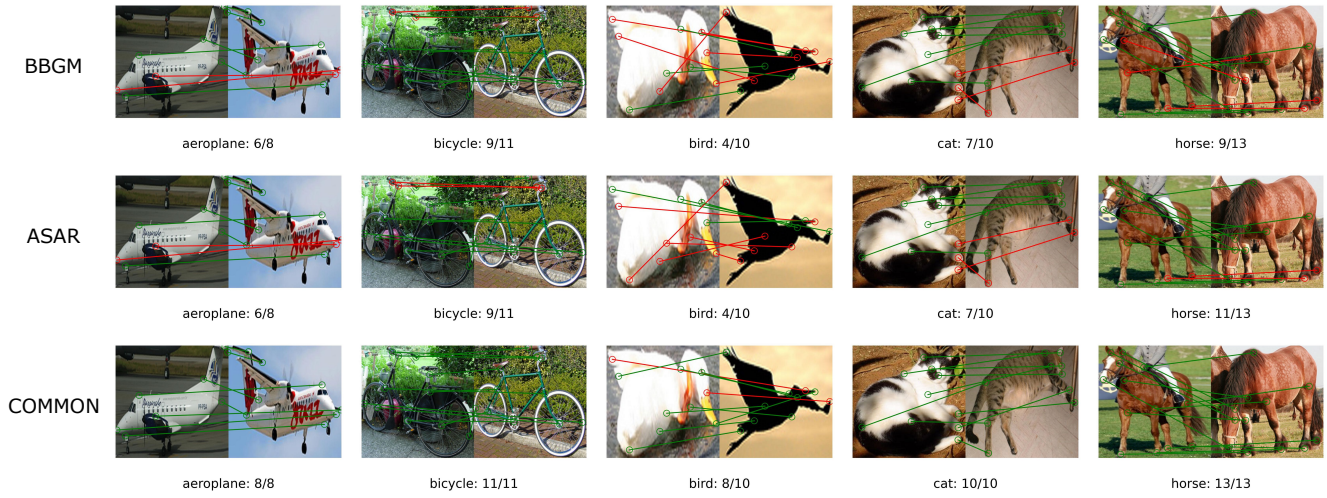 BBGM
aeroplane: 6/8
bicycle: 9/11
bird: 4/10
cat: 7/10
horse: 9/13
ASAR
aeroplane: 6/8
bicycle: 9/11
bird: 4/10
cat: 7/10
horse: 11/13
COMMON
aeroplane: 8/8
bicycle: 11/11
bird: 8/10
cat: 10/10
horse: 13/13